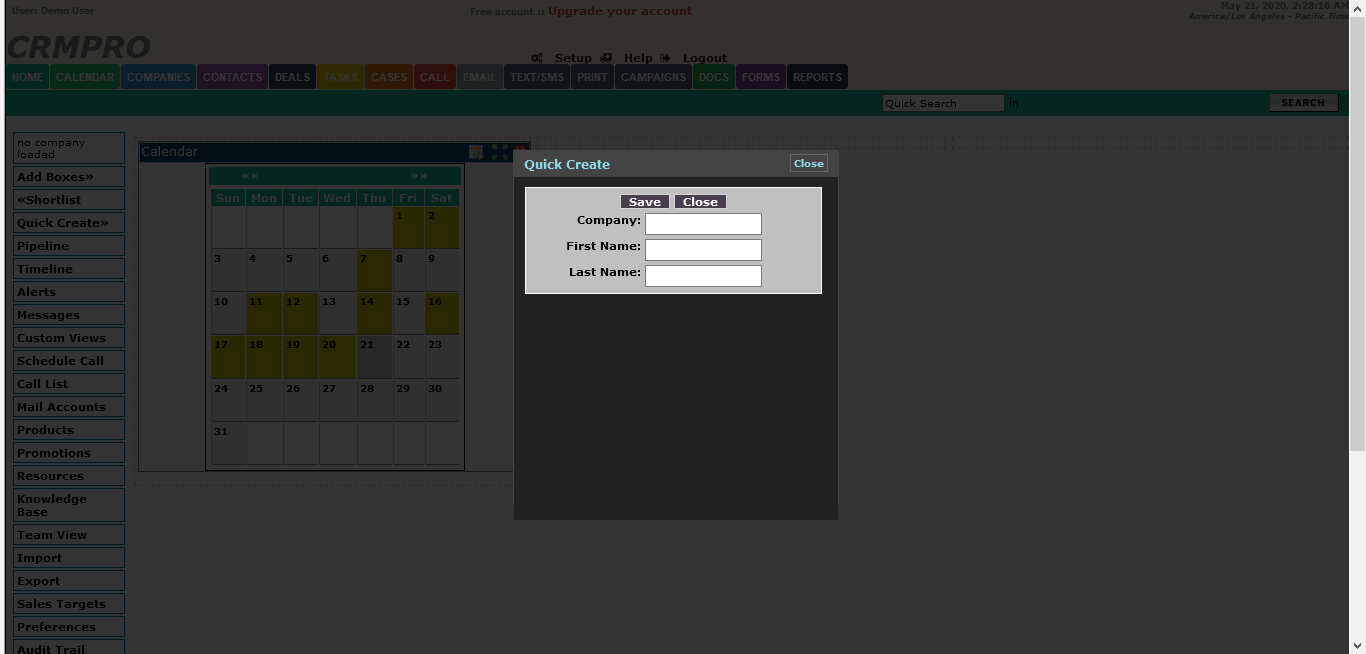 User: Demo User
Free account :: Upgrade your account
May 21, 2020, 2:28:16 AM
America/Los Angeles - Pacific Time
CRMPRO
Setup Help Logout
HOME CALENDAR COMPANIES CONTACTS DEALS TASKS CASES CALL EMAIL TEXT/SMS PRINT CAMPAIGNS DOCS FORMS REPORTS
Quick Search in SEARCH
no company
loaded
Add Boxes»
«Shortlist
Quick Create»
Pipeline
Timeline
Alerts
Messages
Custom Views
Schedule Call
Call List
Mail Accounts
Products
Promotions
Resources
Knowledge
Base
Team View
Import
Export
Sales Targets
Preferences
Audit Trail
Calendar
«« »»
Sun Mon Tue Wed Thu Fri Sat
1 2
3 4 5 6 7 8 9
10 11 12 13 14 15 16
17 18 19 20 21 22 23
24 25 26 27 28 29 30
31
Quick Create Close
Save Close
Company:
First Name:
Last Name: